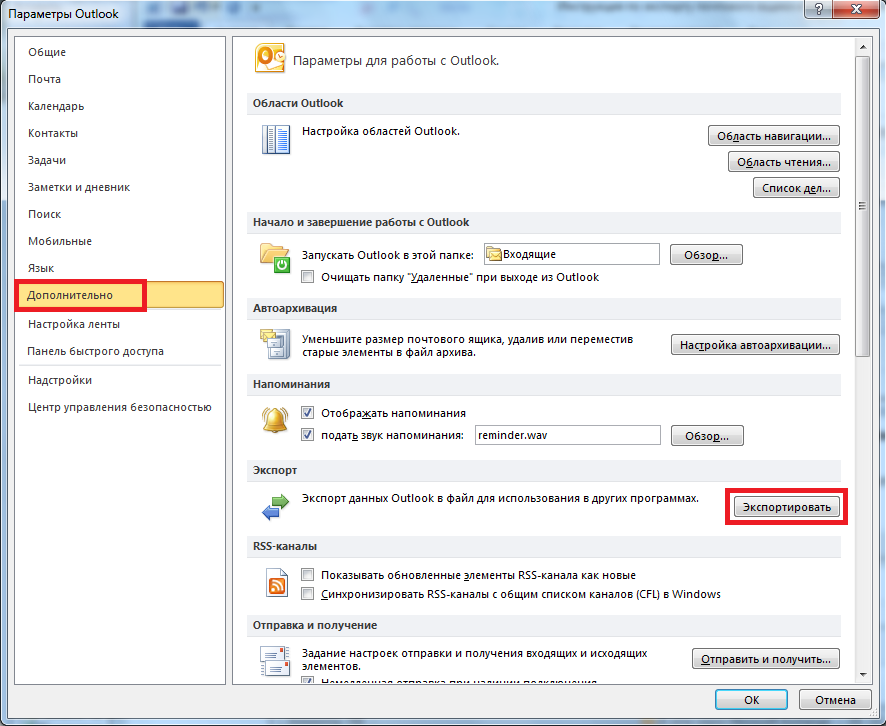 Параметры Outlook
Общие
Почта
Календарь
Контакты
Задачи
Заметки и дневник
Поиск
Мобильные
Язык
Дополнительно
Настройка ленты
Панель быстрого доступа
Надстройки
Центр управления безопасностью
Параметры для работы с Outlook.
Области Outlook
Настройка областей Outlook.
Область навигации...
Область чтения...
Список дел...
Начало и завершение работы с Outlook
Запускать Outlook в этой папке:
Входящие
Обзор...
Очищать папку "Удаленные" при выходе из Outlook
Автоархивация
Уменьшите размер почтового ящика, удалив или переместив
старые элементы в файл архива.
Настройка автоархивации...
Напоминания
Отображать напоминания
подать звук напоминания:
reminder.wav
Обзор...
Экспорт
Экспорт данных Outlook в файл для использования в других программах.
Экспортировать
RSS-каналы
Показывать обновленные элементы RSS-канала как новые
Синхронизировать RSS-каналы с общим списком каналов (CFL) в Windows
Отправка и получение
Задание настроек отправки и получения входящих и исходящих
элементов.
Отправить и получить...
Немедленная отправка при наличии подключения
ОК
Отмена